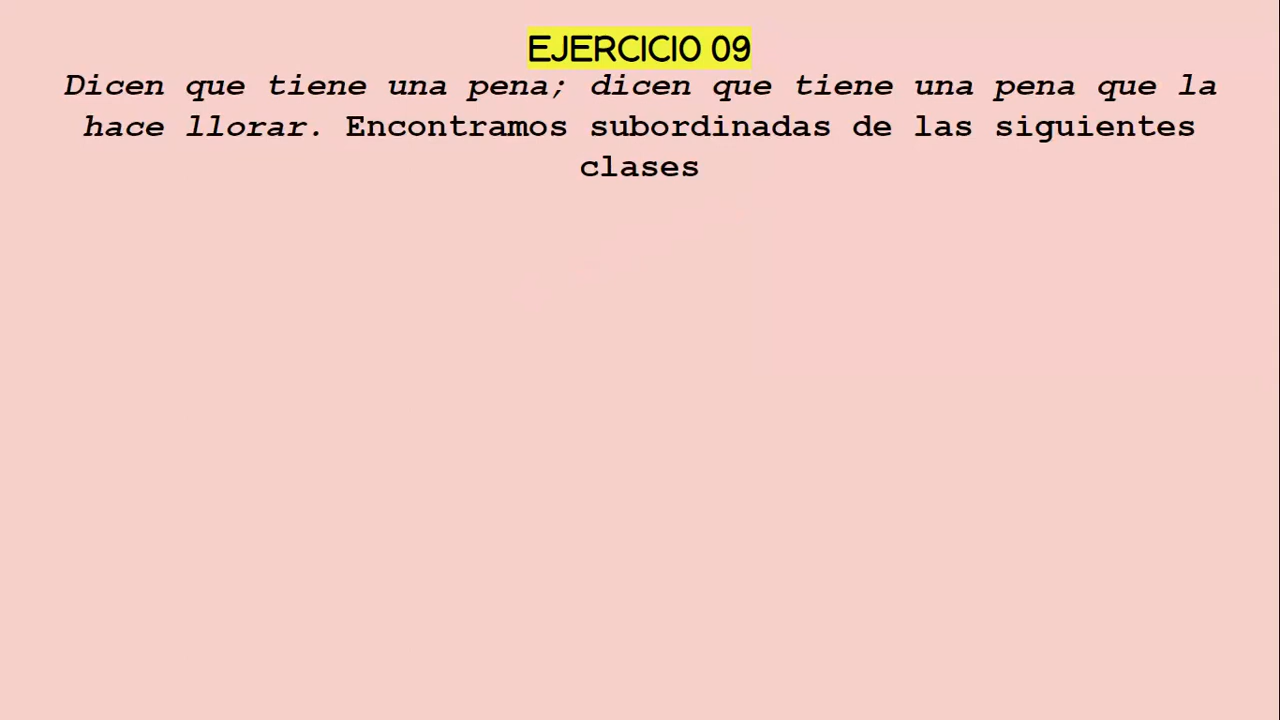 EJERCICIO 09
Dicen que tiene una pena; dicen que tiene una pena que la
hace llorar. Encontramos subordinadas de las siguientes
clases